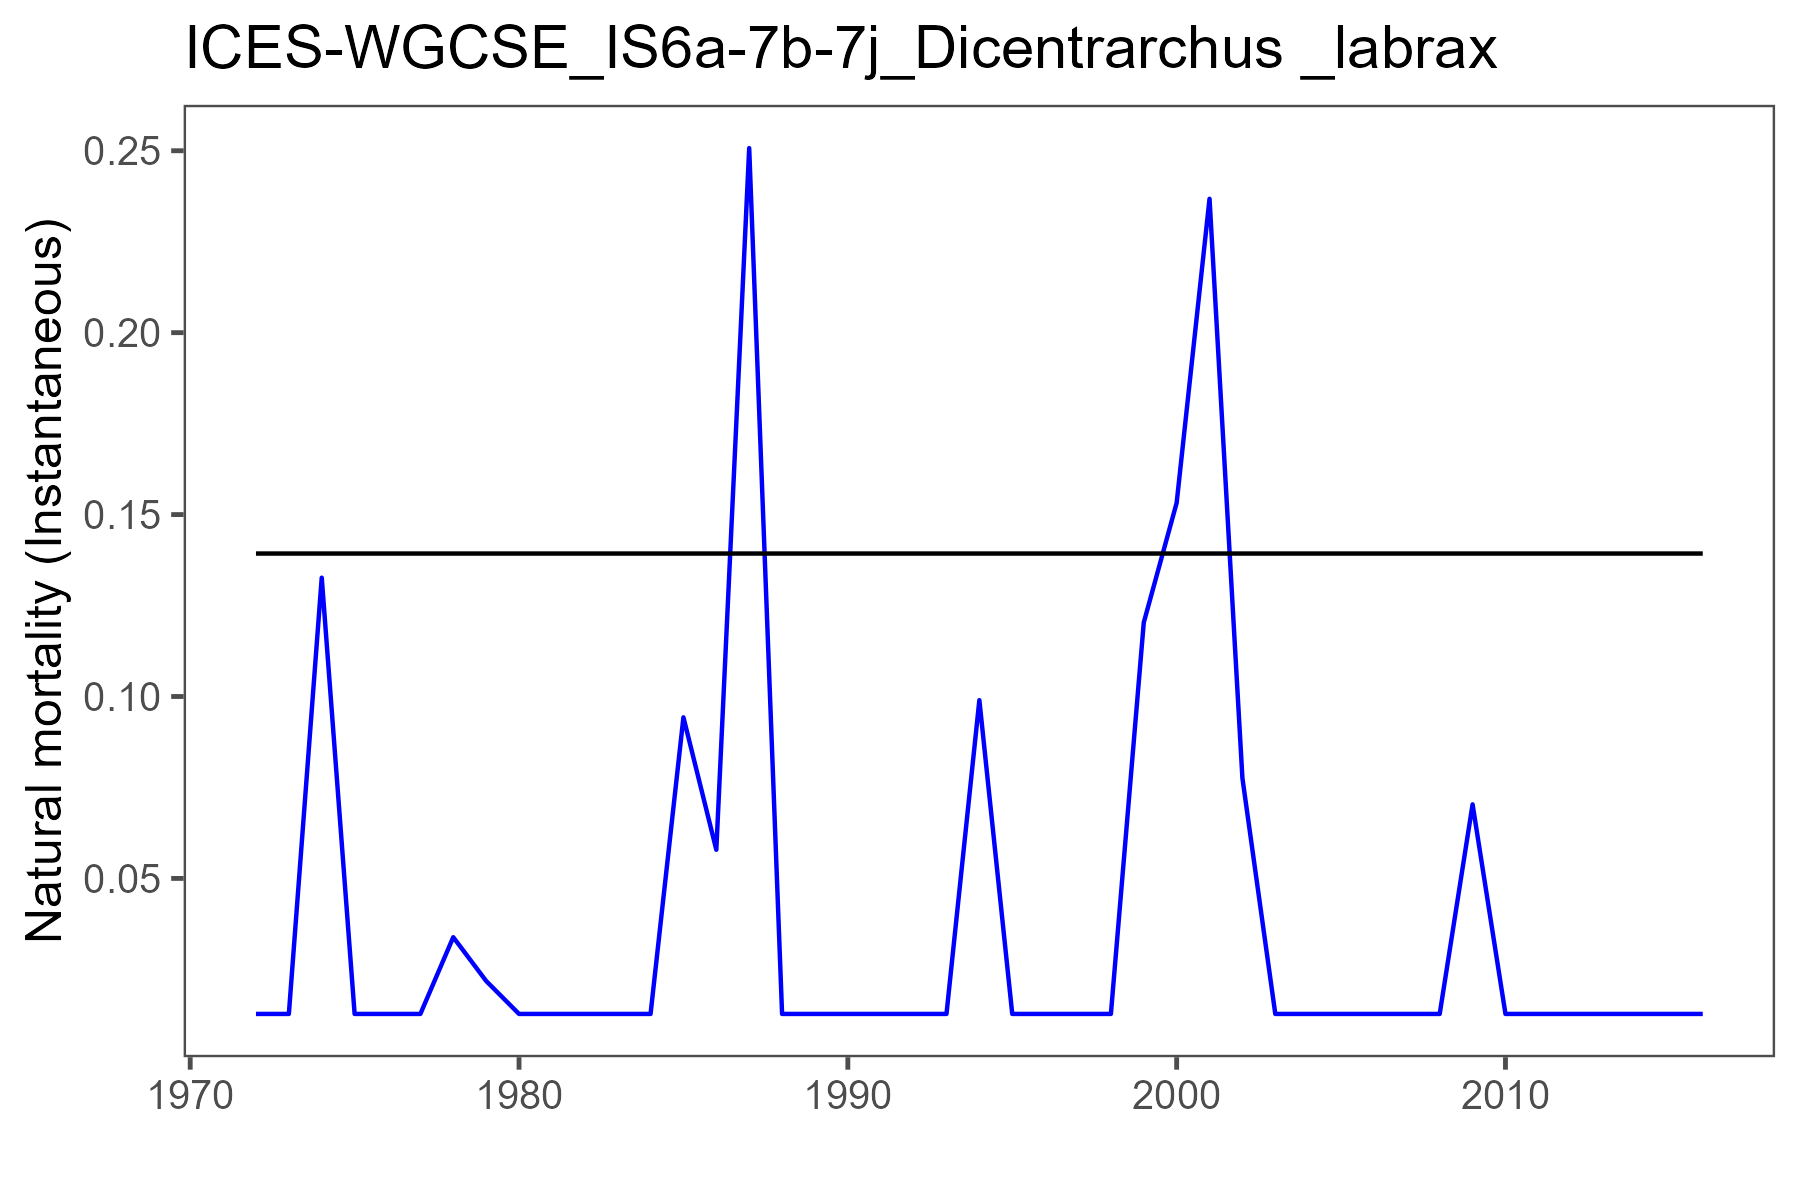 ICES-WGCSE_IS6a-7b-7j_Dicentrarchus _labrax
Natural mortality (Instantaneous)
0.25
0.20
0.15
0.10
0.05
1970 1980 1990 2000 2010